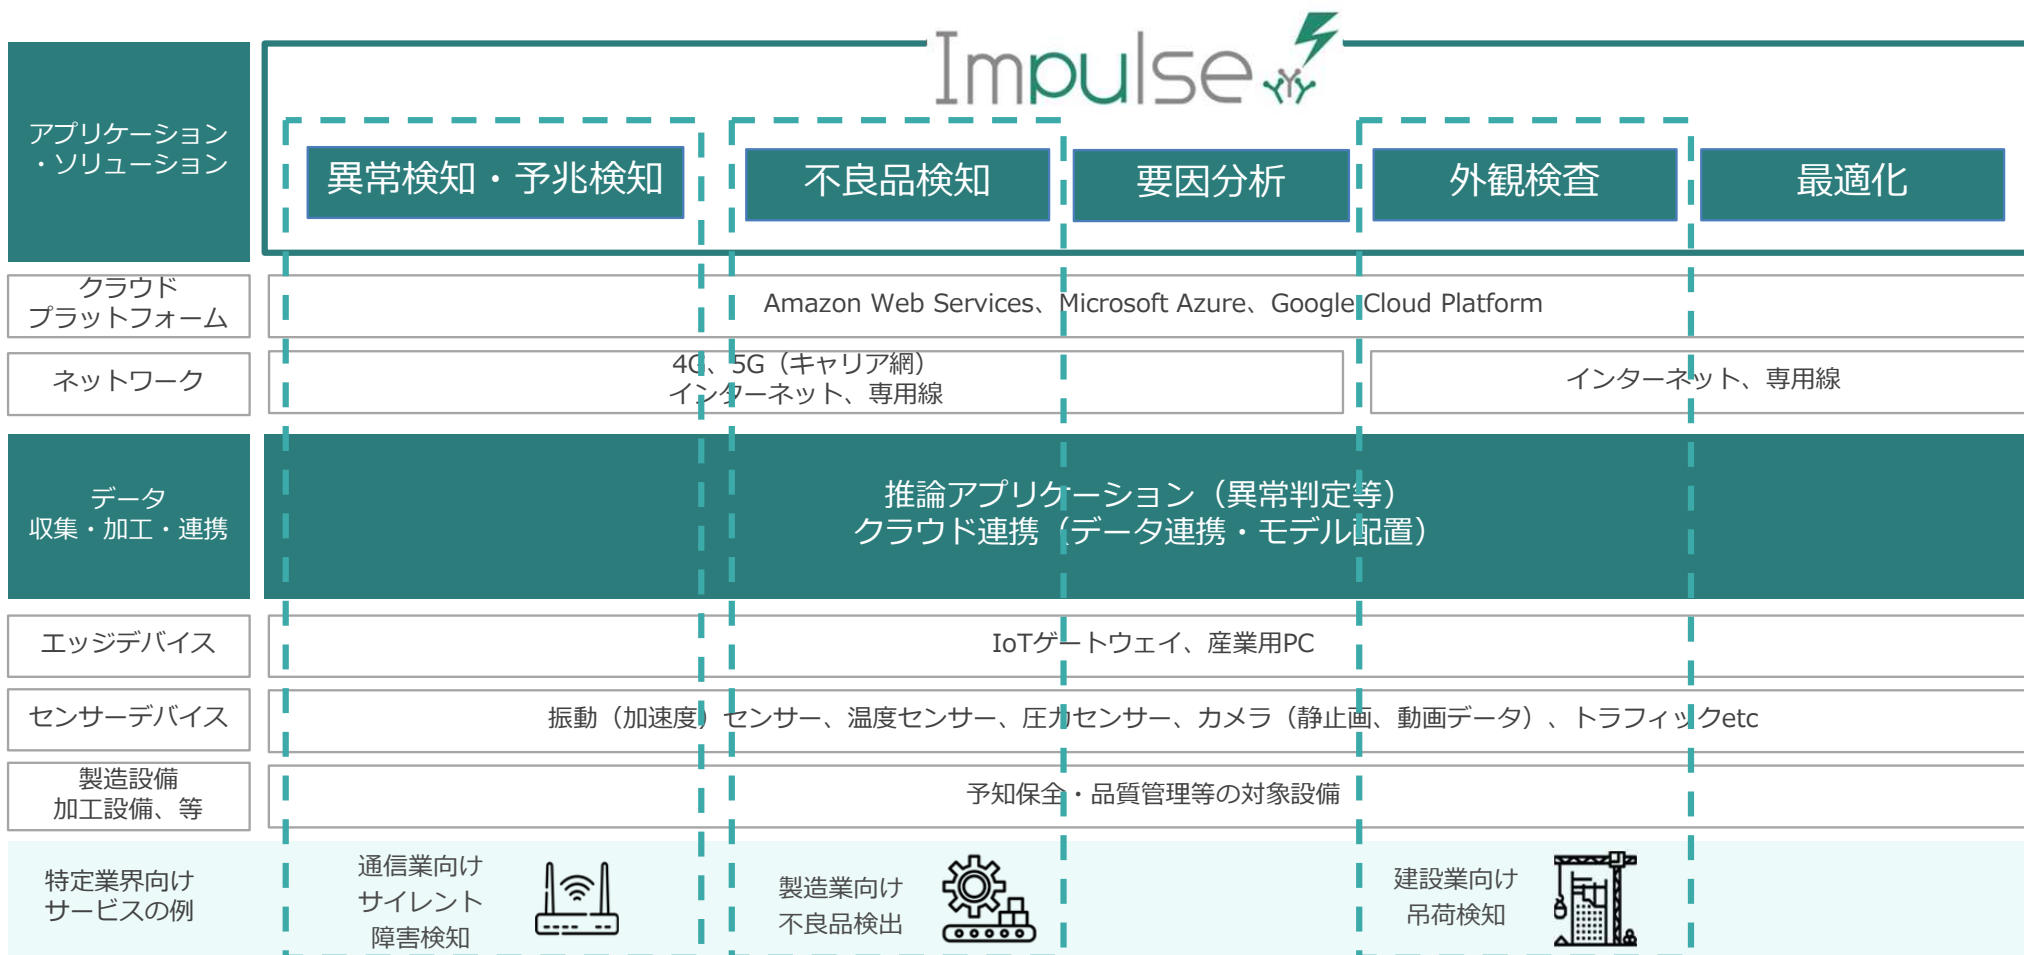 Impulse
アプリケーション
・ソリューション
異常検知・予兆検知
不良品検知
要因分析
外観検査
最適化
クラウド
プラットフォーム
Amazon Web Services、Microsoft Azure、Google Cloud Platform
ネットワーク
4G、5G（キャリア網）
インターネット、専用線
インターネット、専用線
データ
収集・加工・連携
推論アプリケーション（異常判定等）
クラウド連携（データ連携・モデル配置）
エッジデバイス
IoTゲートウェイ、産業用PC
センサーデバイス
振動（加速度）センサー、温度センサー、圧力センサー、カメラ（静止画、動画データ）、トラフィックetc
製造設備
加工設備、等
予知保全・品質管理等の対象設備
特定業界向け
サービスの例
通信業向け
サイレント
障害検知
製造業向け
不良品検出
建設業向け
吊荷検知